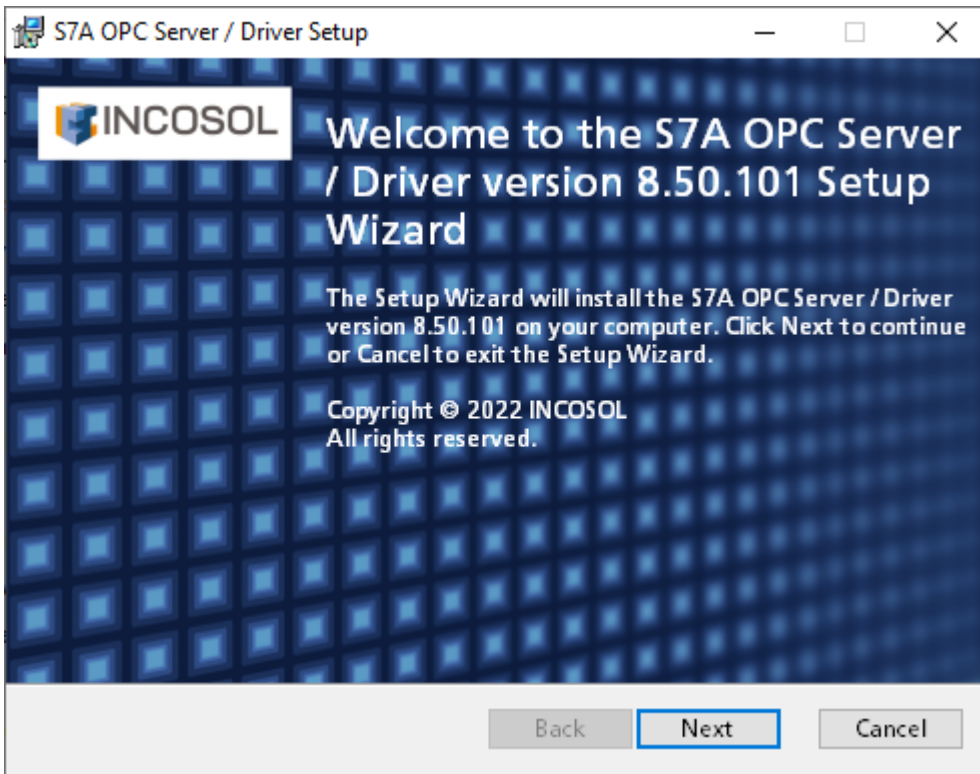 S7A OPC Server / Driver Setup
INCOSOL
Welcome to the S7A OPC Server
/ Driver version 8.50.101 Setup
Wizard
The Setup Wizard will install the S7A OPC Server / Driver
version 8.50.101 on your computer. Click Next to continue
or Cancel to exit the Setup Wizard.
Copyright © 2022 INCOSOL
All rights reserved.
Back Next Cancel